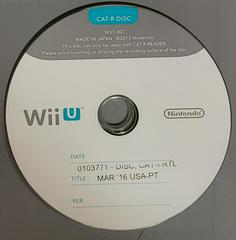 CAT-R DISC
WUT-007
MADE IN JAPAN ©2012 Nintendo
This disc can only be used with CAT-R READER.
Please avoid touching or allowing the recording surface of the disc.
Wii U™
Nintendo
DATE
0103771 - DISC, CAT-I RTL
TITLE MAR '16 USA-PT
VER.